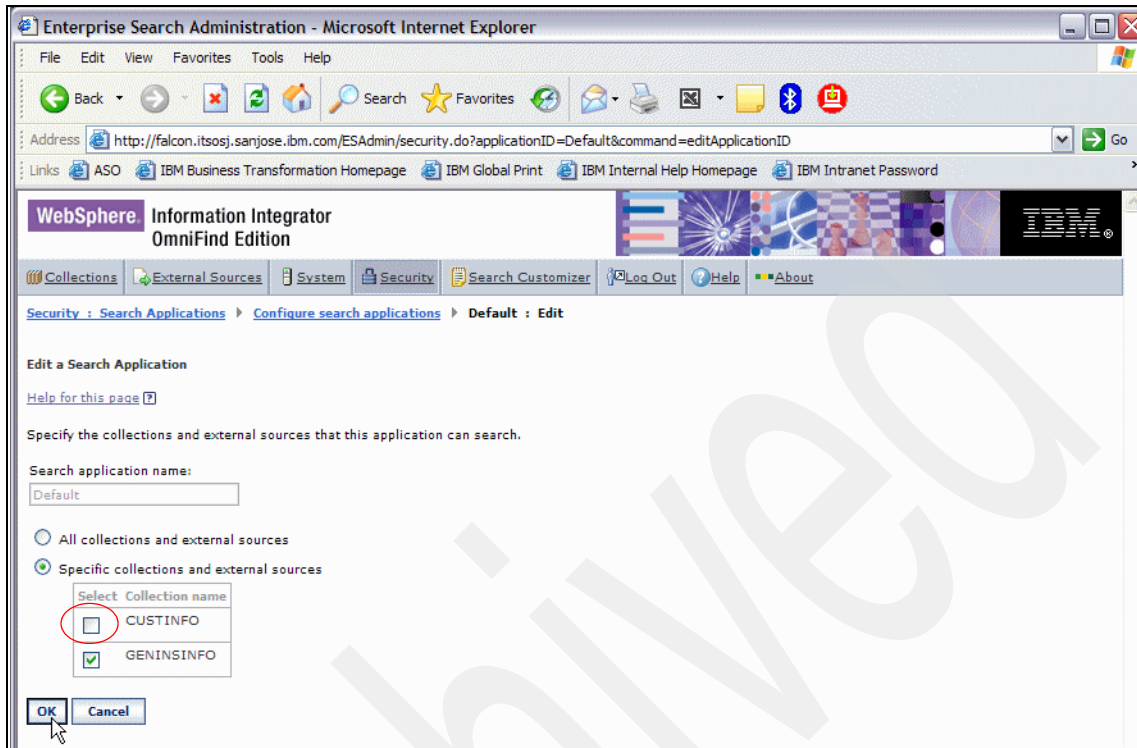 Enterprise Search Administration - Microsoft Internet Explorer
File Edit View Favorites Tools Help
Back Search Favorites
Address http://falcon.itsosj.sanjose.ibm.com/ESAdmin/security.do?applicationID=Default&command=editApplicationID Go
Links ASO IBM Business Transformation Homepage IBM Global Print IBM Internal Help Homepage IBM Intranet Password »
WebSphere. Information Integrator
OmniFind Edition
IBM®
Collections External Sources System Security Search Customizer Log Out Help About
Security : Search Applications Configure search applications Default : Edit
Edit a Search Application
Help for this page ?
Specify the collections and external sources that this application can search.
Search application name:
Default
All collections and external sources
Specific collections and external sources
Select Collection name
CUSTINFO
GENINSINFO
OK Cancel
hived